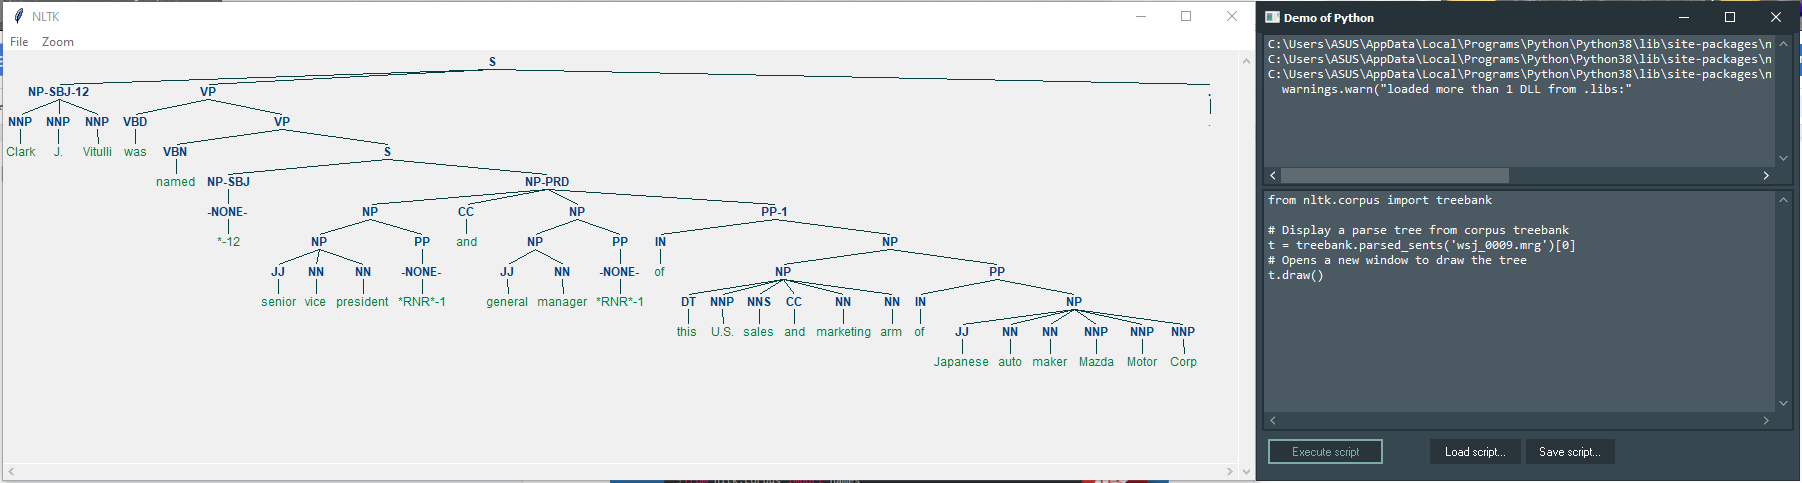 NLTK
File Zoom
S
NP-SBJ-12 VP .
NNP NNP NNP VBD VP .
Clark J. Vitulli was VBN S
named NP-SBJ NP-PRD
-NONE- NP CC NP PP-1
*-12 NP PP and NP PP IN NP
JJ NN NN -NONE- JJ NN -NONE- of NP PP
senior vice president *RNR*-1 general manager *RNR*-1 DT NNP NNS CC NN NN IN NP
this U.S. sales and marketing arm of JJ NN NN NNP NNP NNP
Japanese auto maker Mazda Motor Corp
Demo of Python
C:\Users\ASUS\AppData\Local\Programs\Python\Python38\lib\site-packages\n
C:\Users\ASUS\AppData\Local\Programs\Python\Python38\lib\site-packages\n
C:\Users\ASUS\AppData\Local\Programs\Python\Python38\lib\site-packages\n
warnings.warn("loaded more than 1 DLL from .libs:"
from nltk.corpus import treebank
# Display a parse tree from corpus treebank
t = treebank.parsed_sents('wsj_0009.mrg')[0]
# Opens a new window to draw the tree
t.draw()
Execute script Load script... Save script...